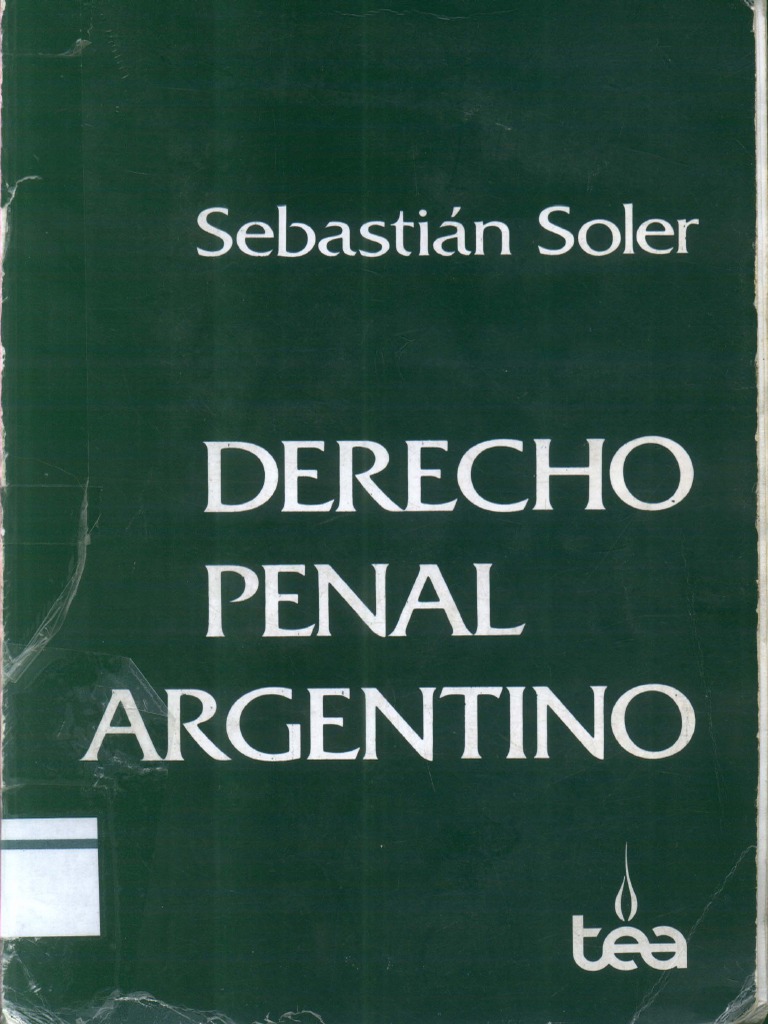 Sebastián Soler
DERECHO
PENAL
ARGENTINO
tea